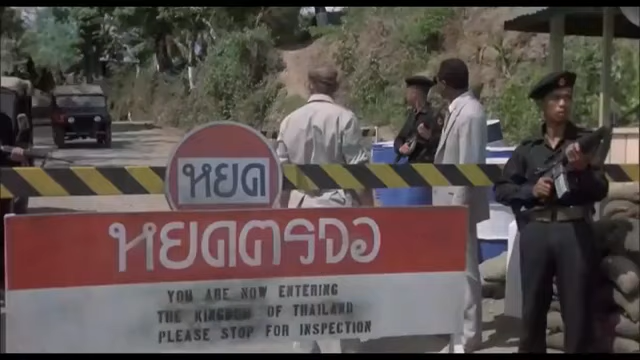 หยุด
หยุดตรวจ
YOU ARE NOW ENTERING
THE KINGDOM OF THAILAND
PLEASE STOP FOR INSPECTION